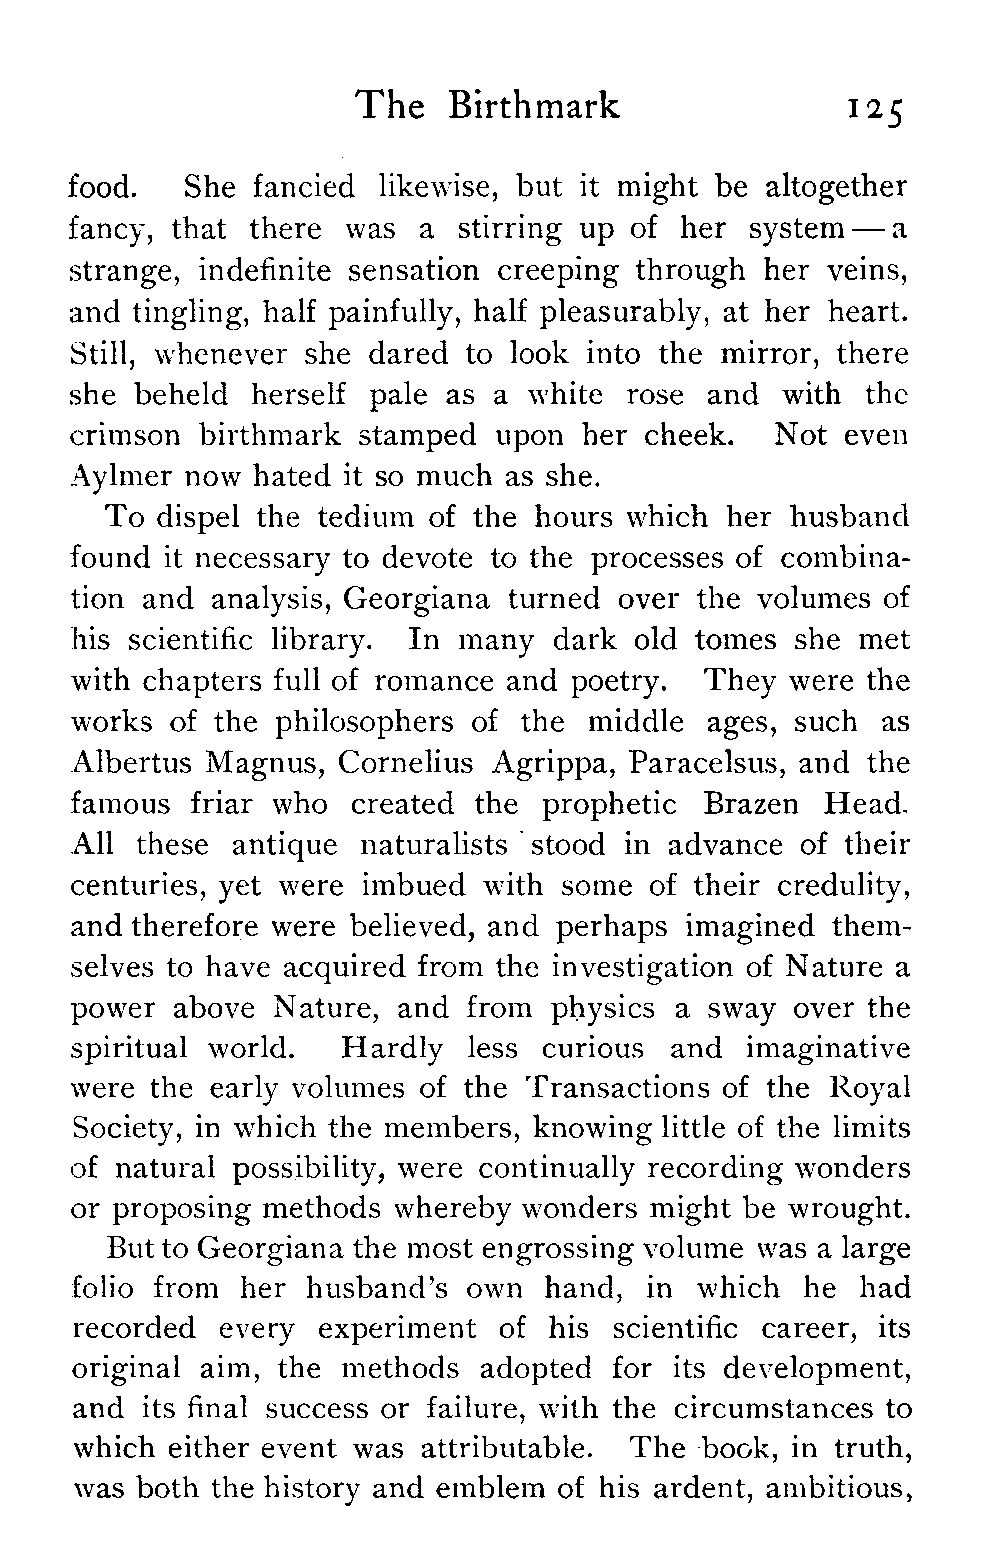 The Birthmark 125
food. She fancied likewise, but it might be altogether
fancy, that there was a stirring up of her system — a
strange, indefinite sensation creeping through her veins,
and tingling, half painfully, half pleasurably, at her heart.
Still, whenever she dared to look into the mirror, there
she beheld herself pale as a white rose and with the
crimson birthmark stamped upon her cheek. Not even
Aylmer now hated it so much as she.
To dispel the tedium of the hours which her husband
found it necessary to devote to the processes of combina-
tion and analysis, Georgiana turned over the volumes of
his scientific library. In many dark old tomes she met
with chapters full of romance and poetry. They were the
works of the philosophers of the middle ages, such as
Albertus Magnus, Cornelius Agrippa, Paracelsus, and the
famous friar who created the prophetic Brazen Head.
All these antique naturalists stood in advance of their
centuries, yet were imbued with some of their credulity,
and therefore were believed, and perhaps imagined them-
selves to have acquired from the investigation of Nature a
power above Nature, and from physics a sway over the
spiritual world. Hardly less curious and imaginative
were the early volumes of the Transactions of the Royal
Society, in which the members, knowing little of the limits
of natural possibility, were continually recording wonders
or proposing methods whereby wonders might be wrought.
But to Georgiana the most engrossing volume was a large
folio from her husband's own hand, in which he had
recorded every experiment of his scientific career, its
original aim, the methods adopted for its development,
and its final success or failure, with the circumstances to
which either event was attributable. The book, in truth,
was both the history and emblem of his ardent, ambitious,